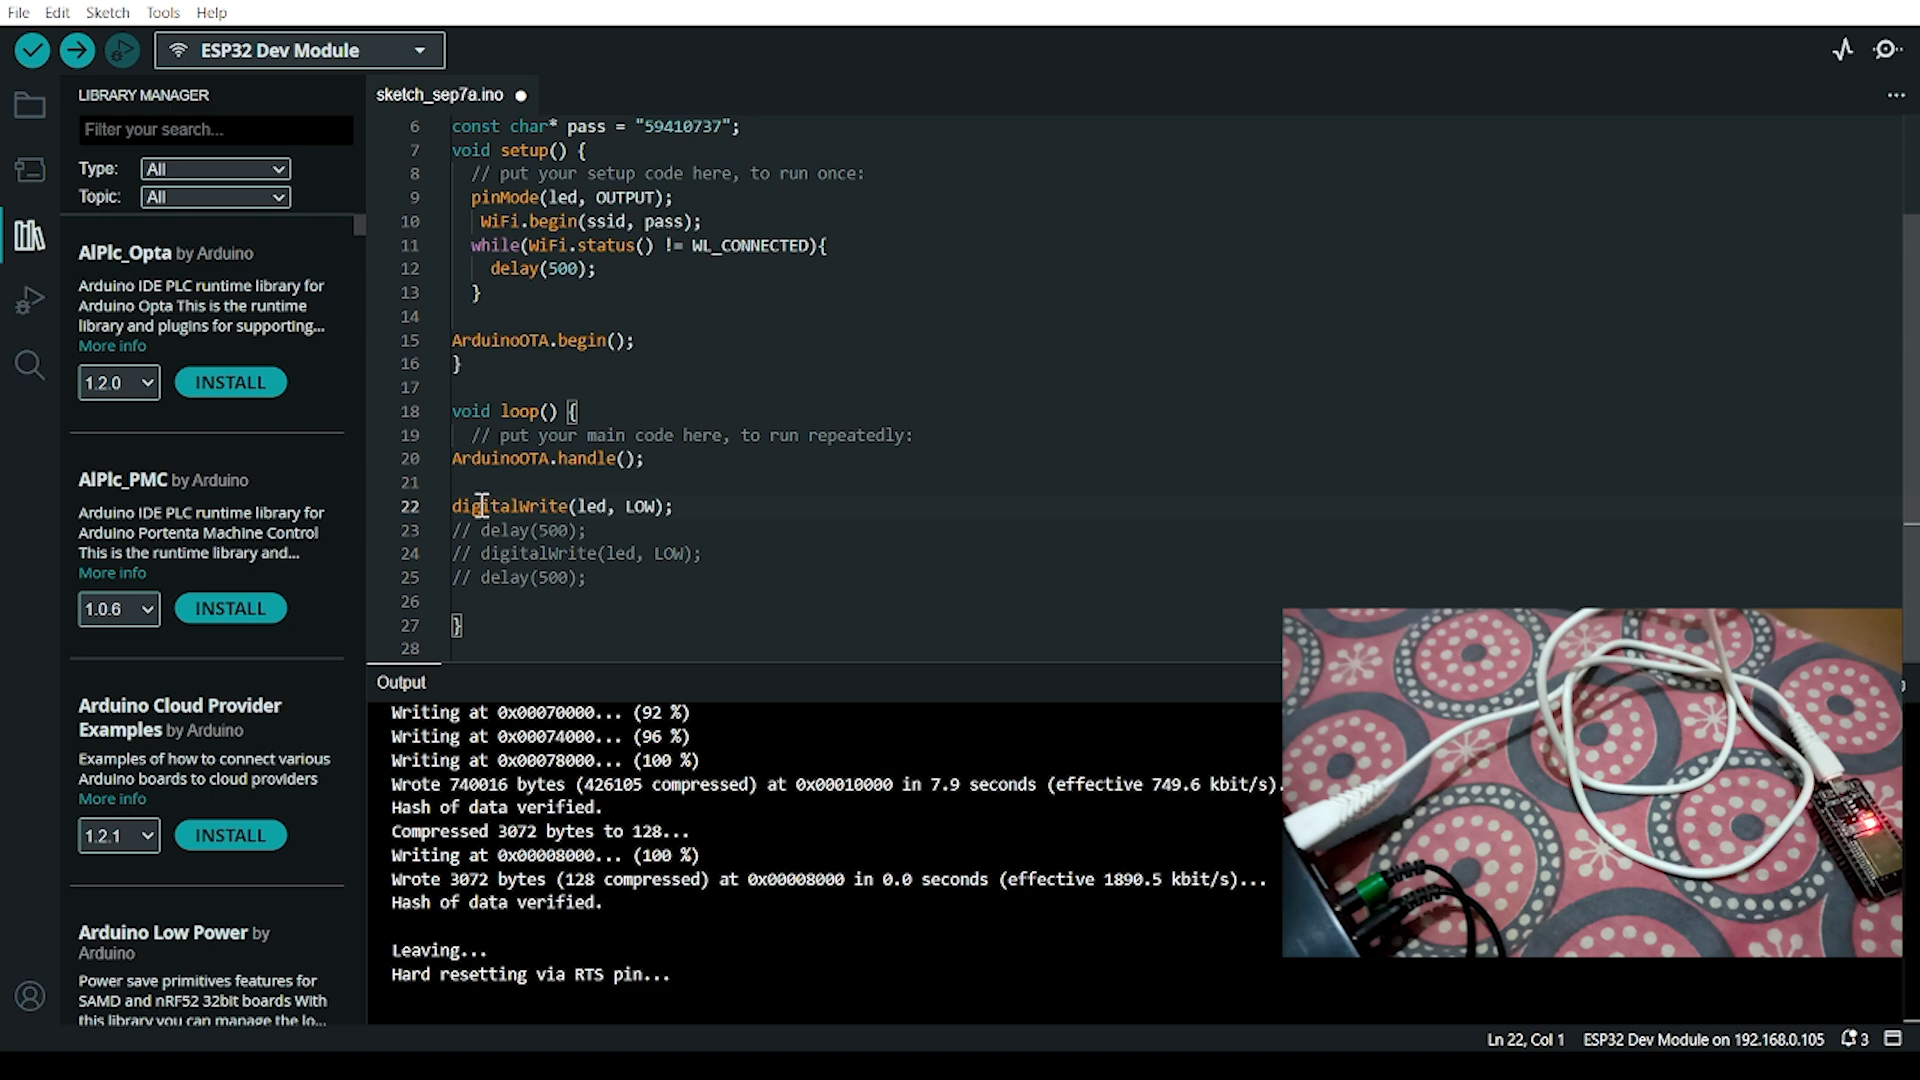 File Edit Sketch Tools Help
ESP32 Dev Module
LIBRARY MANAGER
Filter your search...
Type: All
Topic: All
AlPlc_Opta by Arduino
Arduino IDE PLC runtime library for
Arduino Opta This is the runtime
library and plugins for supporting...
More info
1.2.0 INSTALL
AlPlc_PMC by Arduino
Arduino IDE PLC runtime library for
Arduino Portenta Machine Control
This is the runtime library and...
More info
1.0.6 INSTALL
Arduino Cloud Provider
Examples by Arduino
Examples of how to connect various
Arduino boards to cloud providers
More info
1.2.1 INSTALL
Arduino Low Power by
Arduino
Power save primitives features for
SAMD and nRF52 32bit boards With
this library you can manage the lo...
sketch_sep7a.ino
6 const char* pass = "59410737";
7 void setup() {
8 // put your setup code here, to run once:
9 pinMode(led, OUTPUT);
10 WiFi.begin(ssid, pass);
11 while(WiFi.status() != WL_CONNECTED){
12 delay(500);
13 }
14
15 ArduinoOTA.begin();
16 }
17
18 void loop() {
19 // put your main code here, to run repeatedly:
20 ArduinoOTA.handle();
21
22 digitalWrite(led, LOW);
23 // delay(500);
24 // digitalWrite(led, LOW);
25 // delay(500);
26
27 }
28
Output
Writing at 0x00070000... (92 %)
Writing at 0x00074000... (96 %)
Writing at 0x00078000... (100 %)
Wrote 740016 bytes (426105 compressed) at 0x00010000 in 7.9 seconds (effective 749.6 kbit/s).
Hash of data verified.
Compressed 3072 bytes to 128...
Writing at 0x00008000... (100 %)
Wrote 3072 bytes (128 compressed) at 0x00008000 in 0.0 seconds (effective 1890.5 kbit/s)...
Hash of data verified.
Leaving...
Hard resetting via RTS pin...
Ln 22, Col 1 ESP32 Dev Module on 192.168.0.105 3